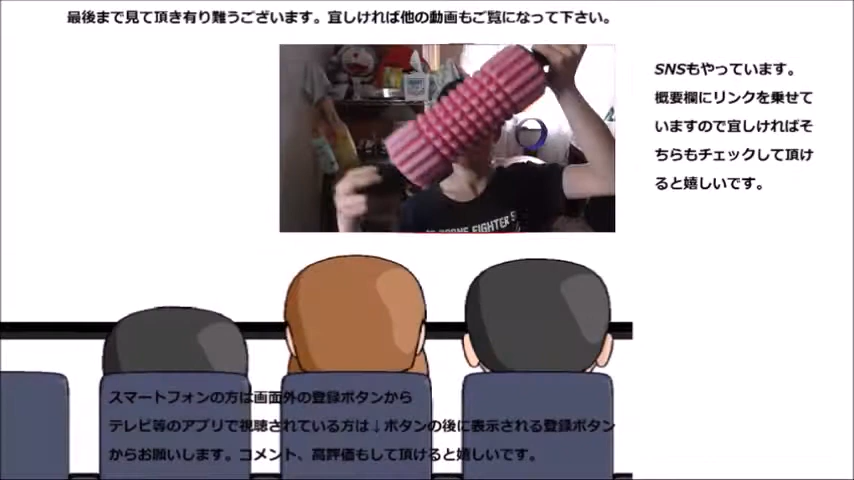 最後まで見て頂き有り難うございます。宜しければ他の動画もご覧になって下さい。
SNSもやっています。
概要欄にリンクを乗せて
いますので宜しければそ
ちらもチェックして頂け
ると嬉しいです。
FIGHTERS
スマートフォンの方は画面外の登録ボタンから
テレビ等のアプリで視聴されている方は↓ボタンの後に表示される登録ボタン
からお願いします。コメント、高評価もして頂けると嬉しいです。